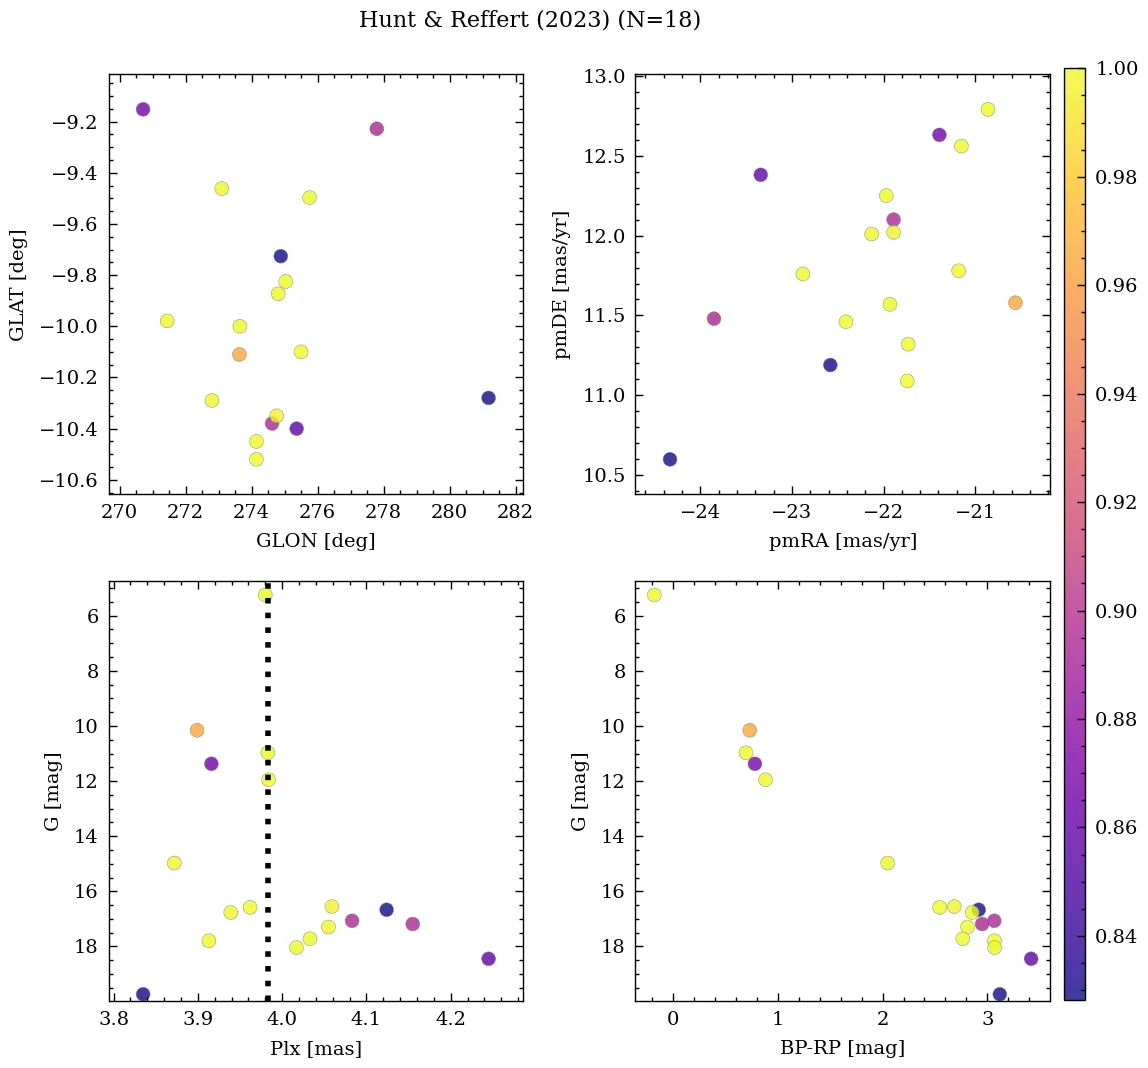 Hunt & Reffert (2023) (N=18)
−9.2
−9.4
−9.6
−9.8
−10.0
−10.2
−10.4
−10.6
GLAT [deg]
270 272 274 276 278 280 282
GLON [deg]
13.0
12.5
12.0
11.5
11.0
10.5
pmDE [mas/yr]
−24 −23 −22 −21
pmRA [mas/yr]
6
8
10
12
14
16
18
G [mag]
3.8 3.9 4.0 4.1 4.2
Plx [mas]
6
8
10
12
14
16
18
G [mag]
0 1 2 3
BP-RP [mag]
1.00
0.98
0.96
0.94
0.92
0.90
0.88
0.86
0.84